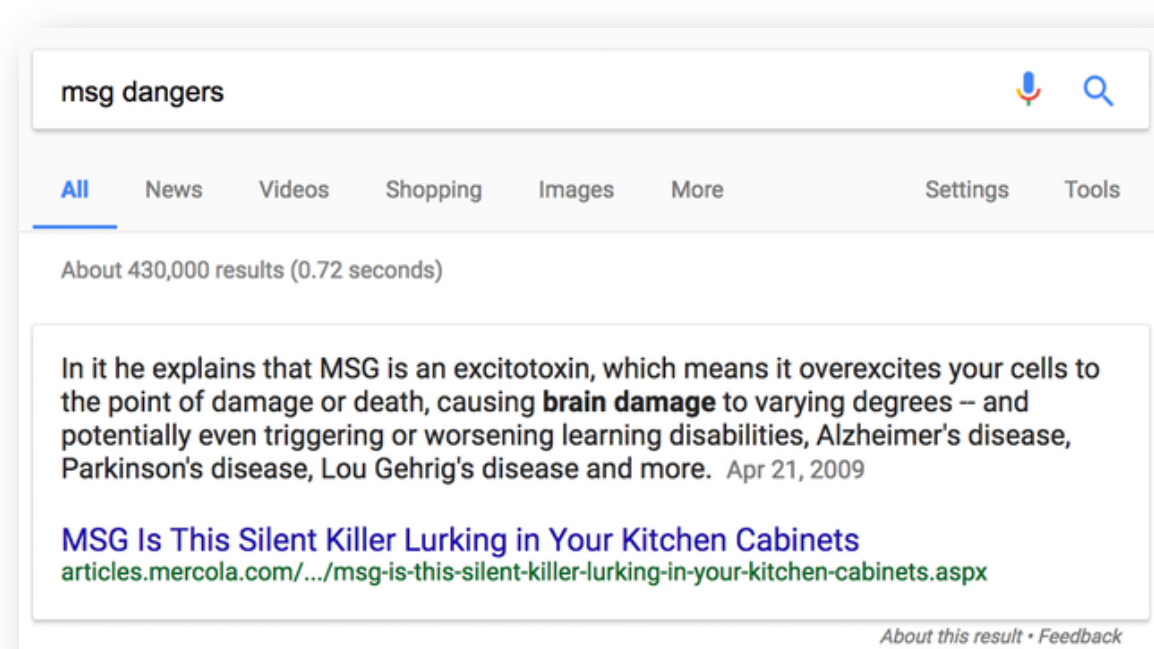 msg dangers
All News Videos Shopping Images More Settings Tools
About 430,000 results (0.72 seconds)
In it he explains that MSG is an excitotoxin, which means it overexcites your cells to
the point of damage or death, causing brain damage to varying degrees -- and
potentially even triggering or worsening learning disabilities, Alzheimer's disease,
Parkinson's disease, Lou Gehrig's disease and more. Apr 21, 2009
MSG Is This Silent Killer Lurking in Your Kitchen Cabinets
articles.mercola.com/.../msg-is-this-silent-killer-lurking-in-your-kitchen-cabinets.aspx
About this result • Feedback